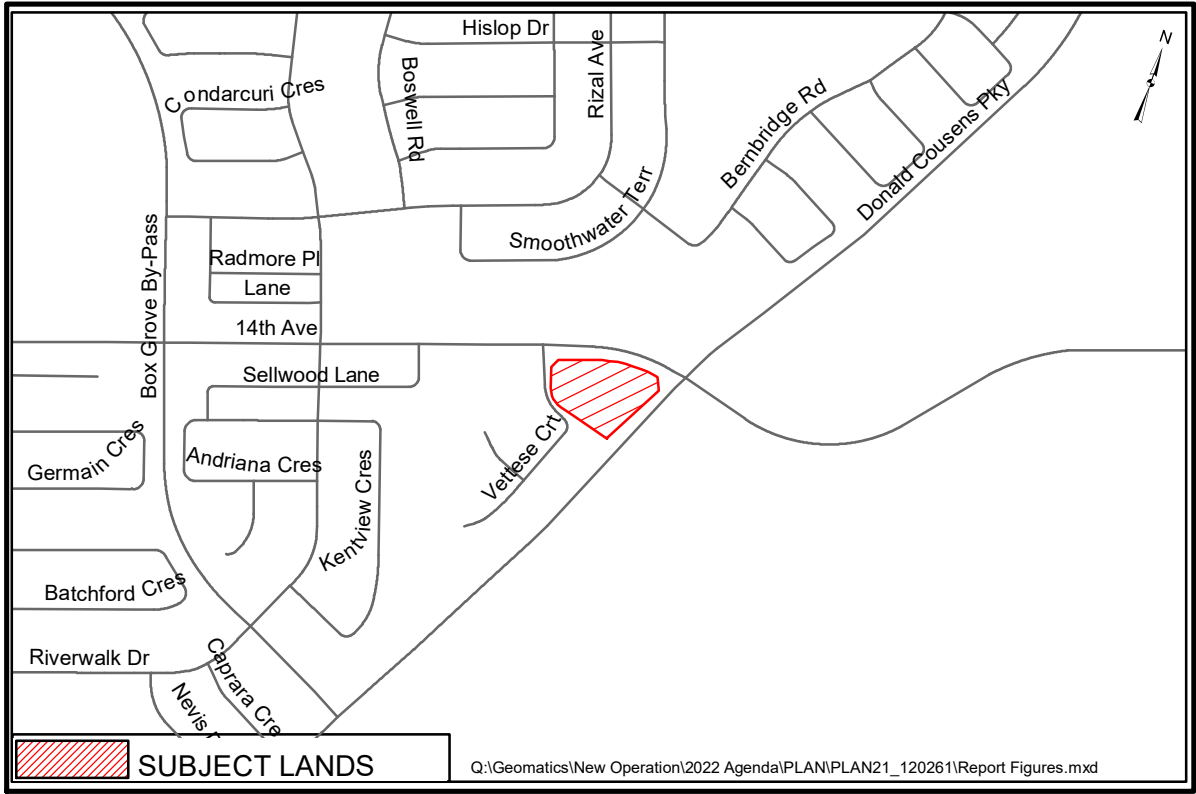 Hislop Dr
N
Condarcuri Cres
Boswell Rd
Rizal Ave
Bernbridge Rd
Donald Cousens Pky
Smoothwater Terr
Box Grove By-Pass
Radmore Pl
Lane
14th Ave
Sellwood Lane
Germain Cres
Andriana Cres
Kentview Cres
Vettese Crt
Batchford Cres
Riverwalk Dr
Caprara Cre
Nevis
SUBJECT LANDS
Q:\Geomatics\New Operation\2022 Agenda\PLAN\PLAN21_120261\Report Figures.mxd